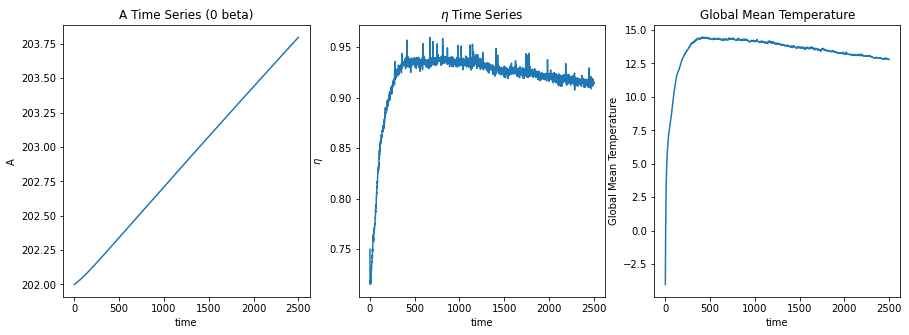 A Time Series (0 beta)
A
203.75
203.50
203.25
203.00
202.75
202.50
202.25
202.00
0 500 1000 1500 2000 2500
time
η Time Series
η
0.95
0.90
0.85
0.80
0.75
0 500 1000 1500 2000 2500
time
Global Mean Temperature
Global Mean Temperature
15.0
12.5
10.0
7.5
5.0
2.5
0.0
−2.5
0 500 1000 1500 2000 2500
time